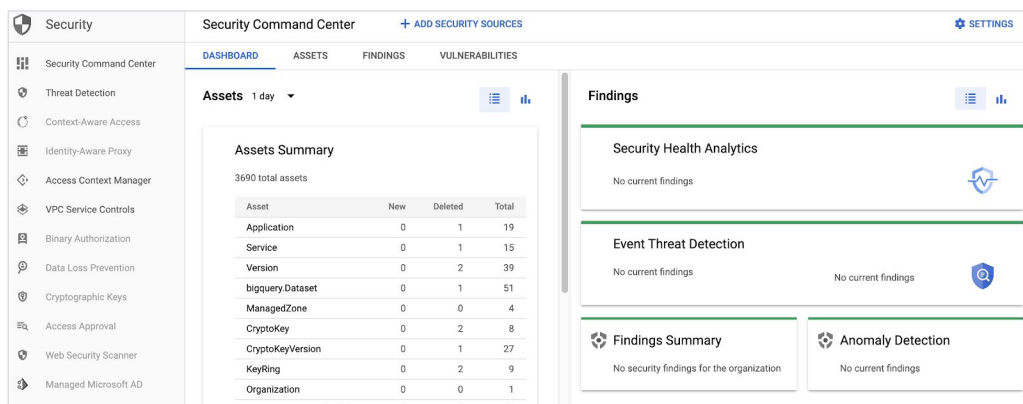 Security
Security Command Center
Threat Detection
Context-Aware Access
Identity-Aware Proxy
Access Context Manager
VPC Service Controls
Binary Authorization
Data Loss Prevention
Cryptographic Keys
Access Approval
Web Security Scanner
Managed Microsoft AD
Security Command Center + ADD SECURITY SOURCES SETTINGS
DASHBOARD ASSETS FINDINGS VULNERABILITIES
Assets 1 day
Assets Summary
3690 total assets
Asset New Deleted Total
Application 0 1 19
Service 0 1 15
Version 0 2 39
bigquery.Dataset 0 1 51
ManagedZone 0 0 4
CryptoKey 0 2 8
CryptoKeyVersion 0 1 27
KeyRing 0 2 9
Organization 0 0 1
Findings
Security Health Analytics
No current findings
Event Threat Detection
No current findings No current findings
Findings Summary
No security findings for the organization
Anomaly Detection
No current findings